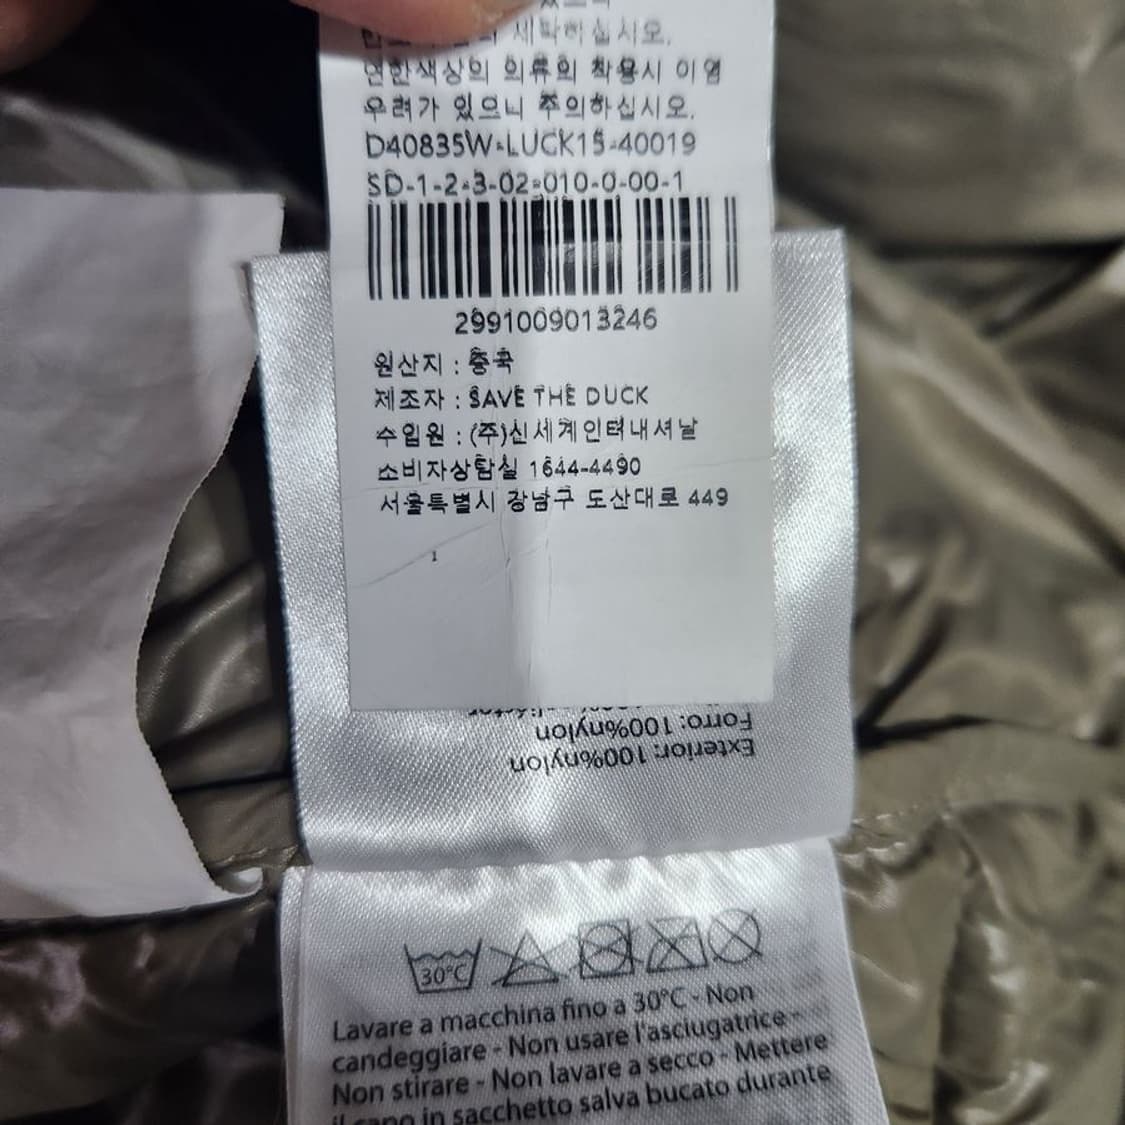 있으니
세탁하십시오.
연한색상의 의류의 착용시 이염
우려가 있으니 주의하십시오.
D40835W-LUCK15-40019
SD-1-2-3-02-010-0-00-1
2991009013246
원산지 : 중국
제조자 : SAVE THE DUCK
수입원 : (주)신세계인터내셔날
소비자상담실 1644-4490
서울특별시 강남구 도산대로 449
1
Forro: 100%nylon
Exterior: 100%nylon
30°C
Lavare a macchina fino a 30°C - Non
candeggiare - Non usare l'asciugatrice -
Non stirare - Non lavare a secco - Mettere
il capo in sacchetto salva bucato durante